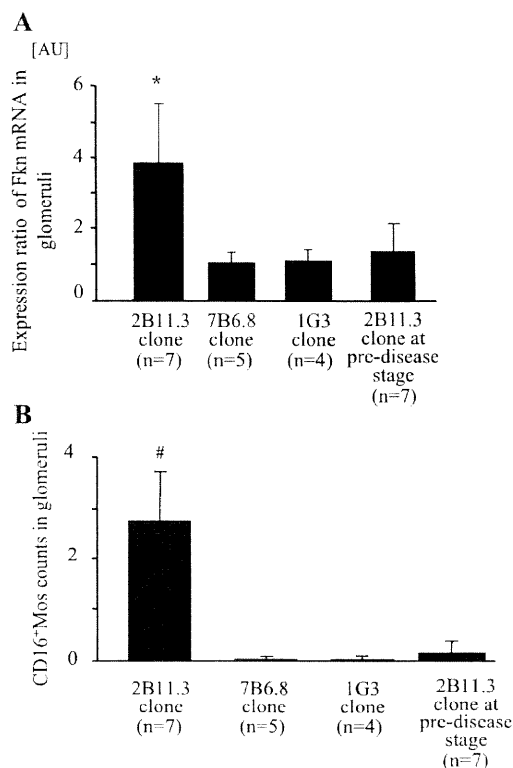 A
[AU]
Expression ratio of Fkn mRNA in
glomeruli
6
4
2
0
*
2B11.3
clone
(n=7)
7B6.8
clone
(n=5)
1G3
clone
(n=4)
2B11.3
clone at
pre-disease
stage
(n=7)
B
CD16⁺Mos counts in glomeruli
4
2
0
#
2B11.3
clone
(n=7)
7B6.8
clone
(n=5)
1G3
clone
(n=4)
2B11.3
clone at
pre-disease
stage
(n=7)